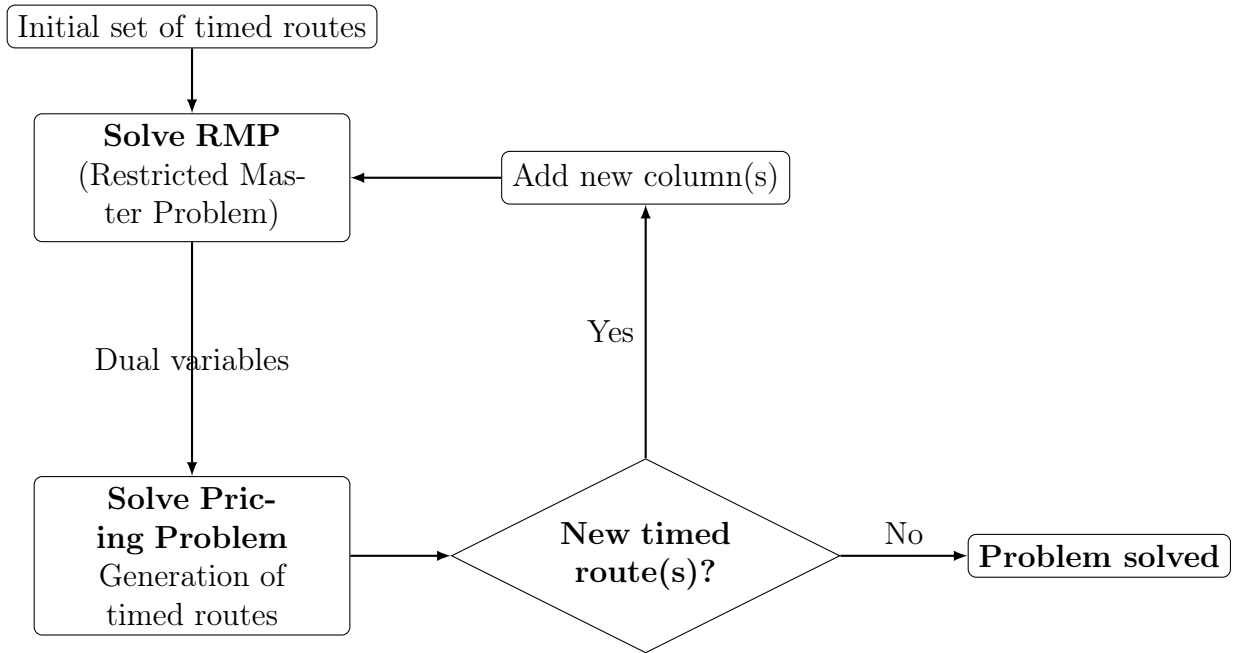 Initial set of timed routes
Solve RMP
(Restricted Mas-
ter Problem)
Add new column(s)
Yes
Dual variables
Solve Pric-
ing Problem
Generation of
timed routes
New timed
route(s)?
No
Problem solved